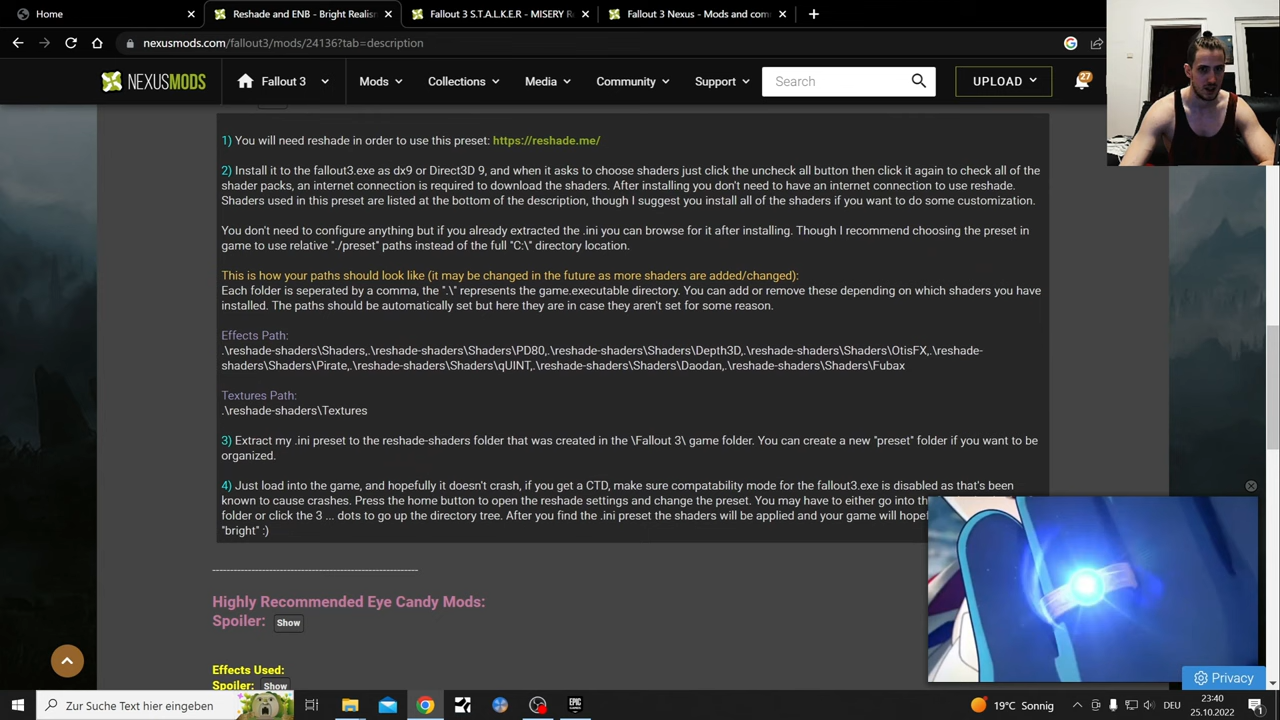 Home
Reshade and ENB - Bright Realis
Fallout 3 S.T.A.L.K.E.R - MISERY R
Fallout 3 Nexus - Mods and com
nexusmods.com/fallout3/mods/24136?tab=description
NEXUSMODS
Fallout 3
Mods
Collections
Media
Community
Support
Search
UPLOAD
27
1) You will need reshade in order to use this preset: https://reshade.me/
2) Install it to the fallout3.exe as dx9 or Direct3D 9, and when it asks to choose shaders just click the uncheck all button then click it again to check all of the
shader packs, an internet connection is required to download the shaders. After installing you don't need to have an internet connection to use reshade.
Shaders used in this preset are listed at the bottom of the description, though I suggest you install all of the shaders if you want to do some customization.
You don't need to configure anything but if you already extracted the .ini you can browse for it after installing. Though I recommend choosing the preset in
game to use relative "./preset" paths instead of the full "C:\" directory location.
This is how your paths should look like (it may be changed in the future as more shaders are added/changed):
Each folder is seperated by a comma, the ".\" represents the game.executable directory. You can add or remove these depending on which shaders you have
installed. The paths should be automatically set but here they are in case they aren't set for some reason.
Effects Path:
.\reshade-shaders\Shaders,.\reshade-shaders\Shaders\PD80,.\reshade-shaders\Shaders\Depth3D,.\reshade-shaders\Shaders\OtisFX,.\reshade-
shaders\Shaders\Pirate,.\reshade-shaders\Shaders\qUINT,.\reshade-shaders\Shaders\Daodan,.\reshade-shaders\Shaders\Fubax
Textures Path:
.\reshade-shaders\Textures
3) Extract my .ini preset to the reshade-shaders folder that was created in the \Fallout 3\ game folder. You can create a new "preset" folder if you want to be
organized.
4) Just load into the game, and hopefully it doesn't crash, if you get a CTD, make sure compatability mode for the fallout3.exe is disabled as that's been
known to cause crashes. Press the home button to open the reshade settings and change the preset. You may have to either go into th
folder or click the 3 ... dots to go up the directory tree. After you find the .ini preset the shaders will be applied and your game will hopef
"bright" :)
--------------------------------------------------------
Highly Recommended Eye Candy Mods:
Spoiler: Show
Effects Used:
Spoiler: Show
Privacy
Zur Suche Text hier eingeben
EPIC
19°C Sonnig
DEU
23:40
25.10.2022
1